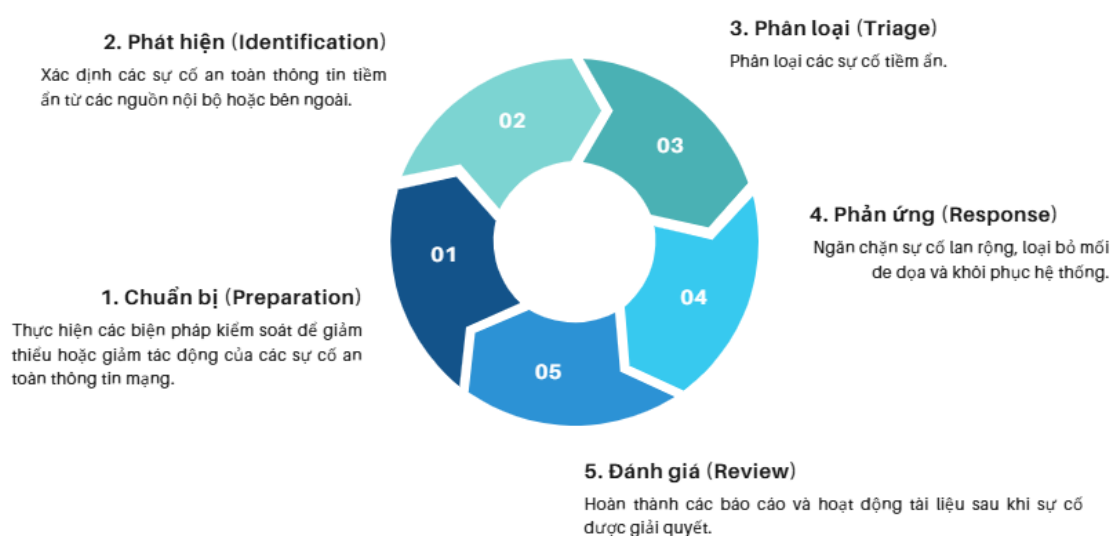 2. Phát hiện (Identification)
Xác định các sự cố an toàn thông tin tiềm
ẩn từ các nguồn nội bộ hoặc bên ngoài.
3. Phân loại (Triage)
Phân loại các sự cố tiềm ẩn.
02
03
4. Phản ứng (Response)
Ngăn chặn sự cố lan rộng, loại bỏ mối
đe dọa và khôi phục hệ thống.
01
04
1. Chuẩn bị (Preparation)
Thực hiện các biện pháp kiểm soát để giảm
thiểu hoặc giảm tác động của các sự cố an
toàn thông tin mạng.
05
5. Đánh giá (Review)
Hoàn thành các báo cáo và hoạt động tài liệu sau khi sự cố
được giải quyết.